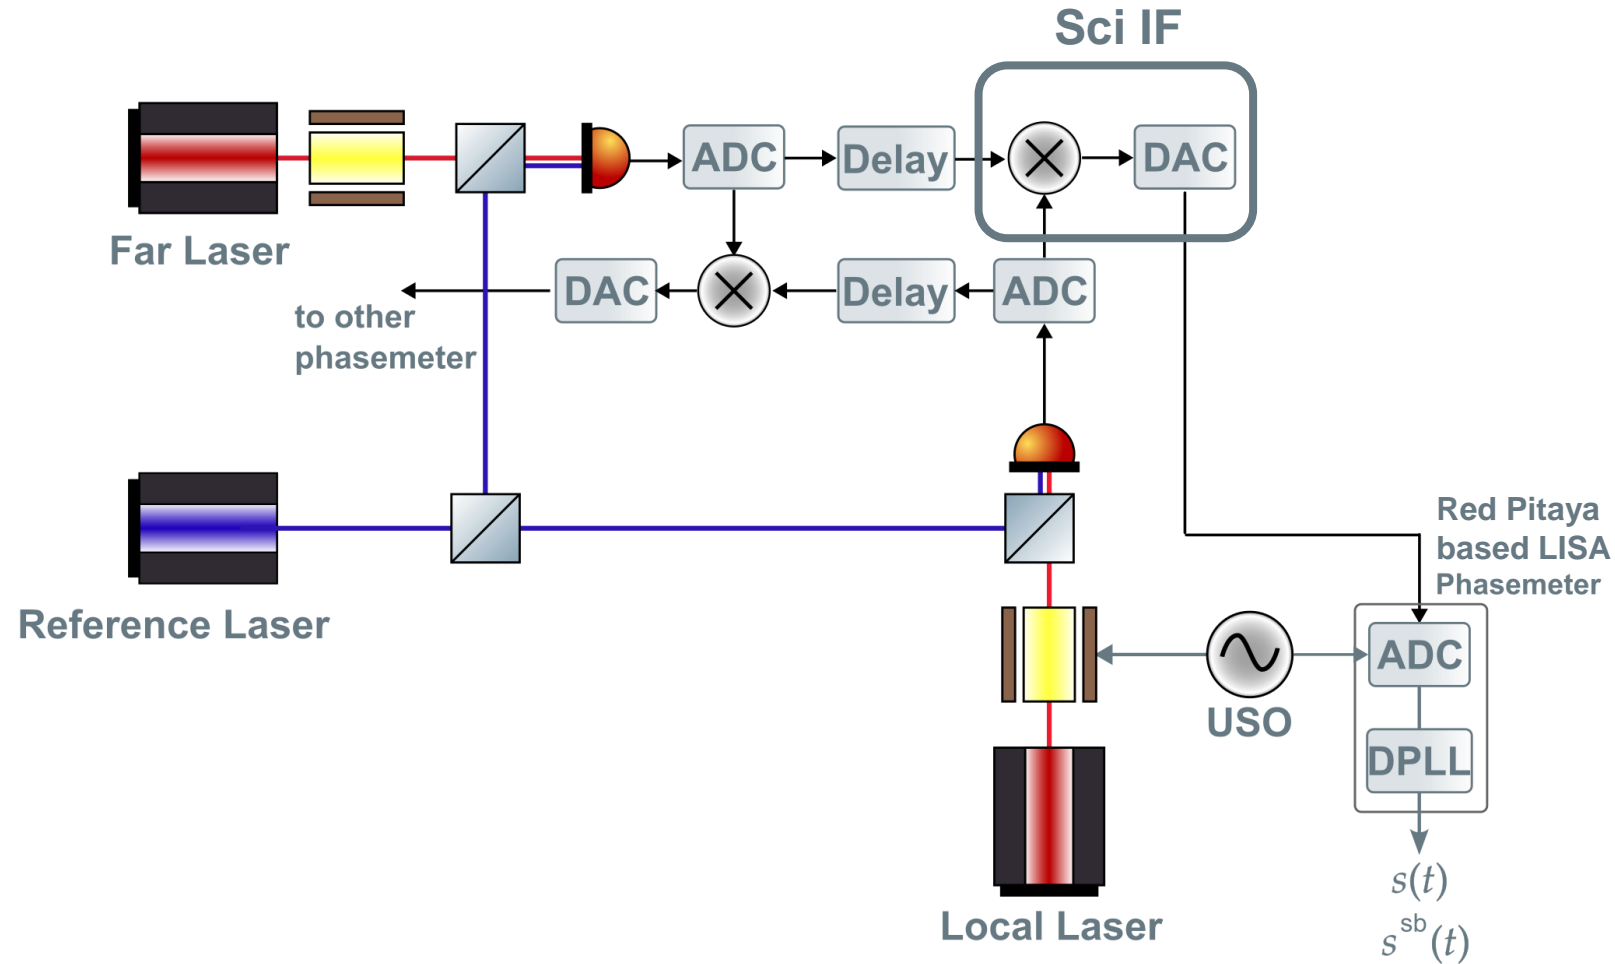 Sci IF
ADC
Delay
DAC
Far Laser
DAC
Delay
ADC
to other
phasemeter
Red Pitaya
based LISA
Phasemeter
Reference Laser
ADC
USO
DPLL
s(t)
s^sb(t)
Local Laser